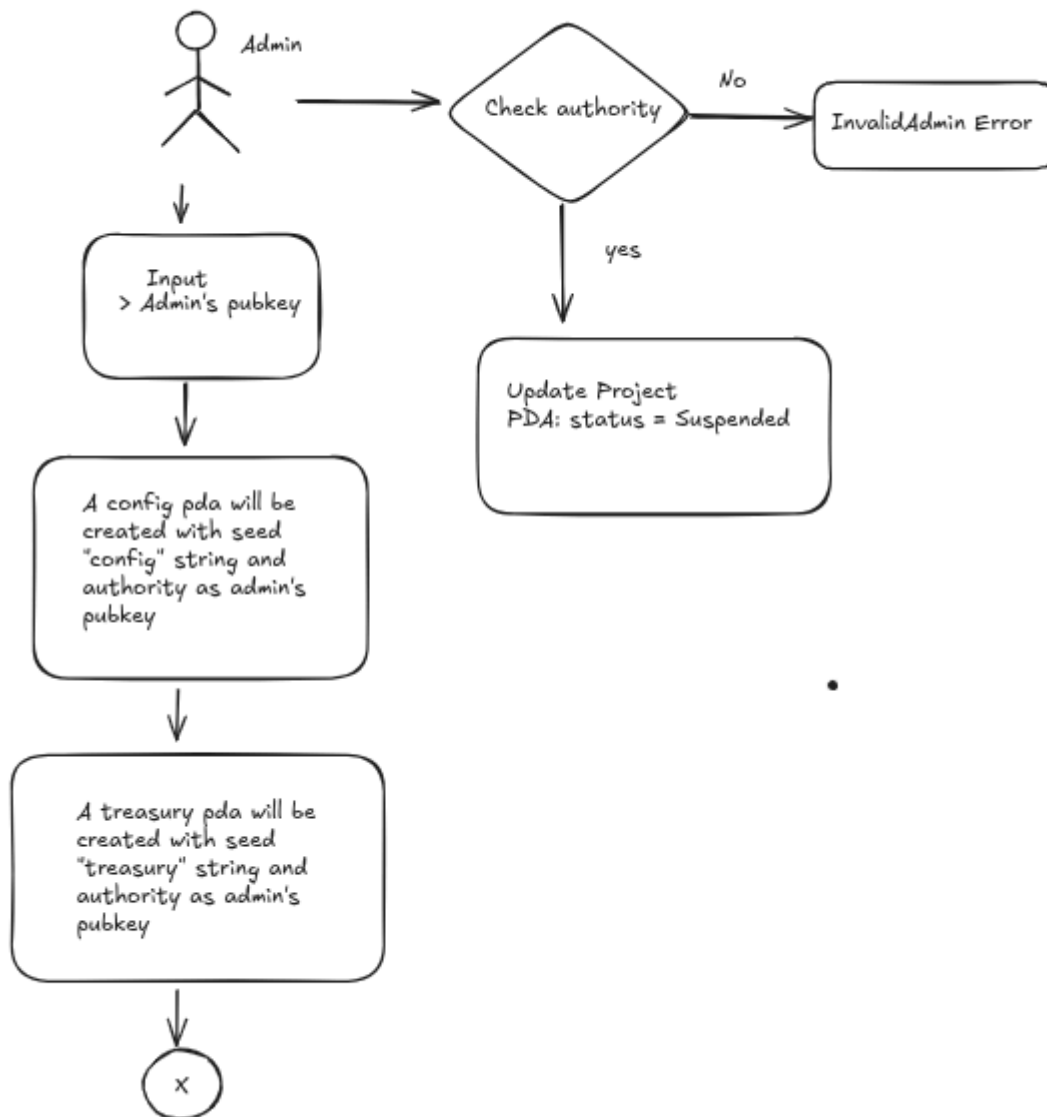 Admin
Check authority
No
InvalidAdmin Error
yes
Input
> Admin's pubkey
Update Project
PDA: status = Suspended
A config pda will be
created with seed
"config" string and
authority as admin's
pubkey
A treasury pda will be
created with seed
"treasury" string and
authority as admin's
pubkey
x